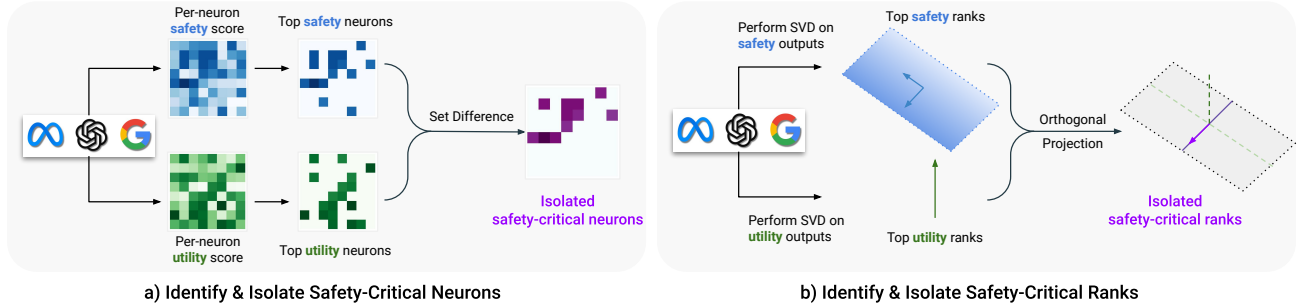 Per-neuron
safety score
Top safety neurons
Set Difference
Isolated
safety-critical neurons
Per-neuron
utility score
Top utility neurons
a) Identify & Isolate Safety-Critical Neurons
Perform SVD on
safety outputs
Top safety ranks
Orthogonal
Projection
Isolated
safety-critical ranks
Perform SVD on
utility outputs
Top utility ranks
b) Identify & Isolate Safety-Critical Ranks